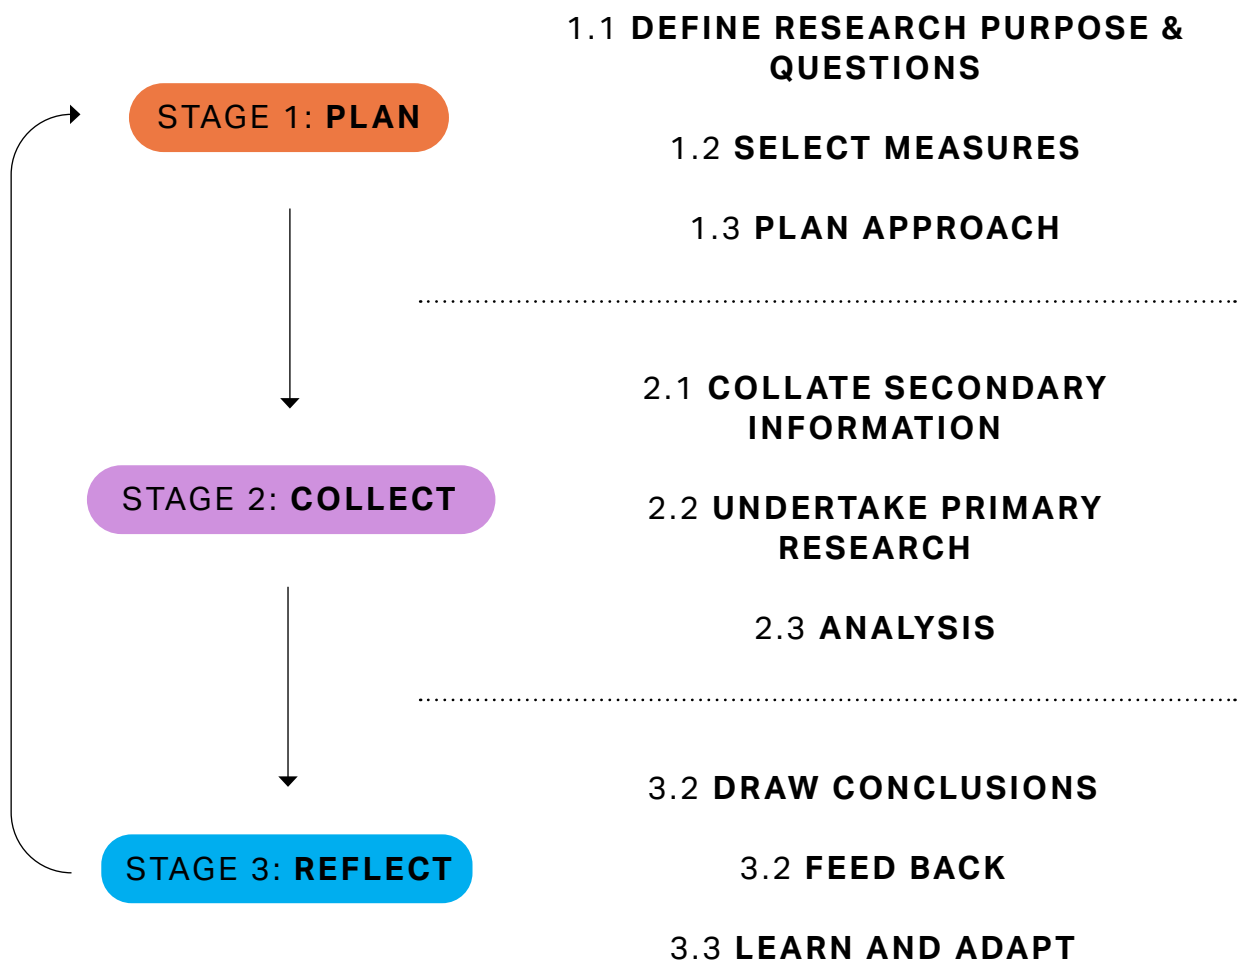 STAGE 1: PLAN
1.1 DEFINE RESEARCH PURPOSE &
QUESTIONS
1.2 SELECT MEASURES
1.3 PLAN APPROACH
STAGE 2: COLLECT
2.1 COLLATE SECONDARY
INFORMATION
2.2 UNDERTAKE PRIMARY
RESEARCH
2.3 ANALYSIS
STAGE 3: REFLECT
3.2 DRAW CONCLUSIONS
3.2 FEED BACK
3.3 LEARN AND ADAPT